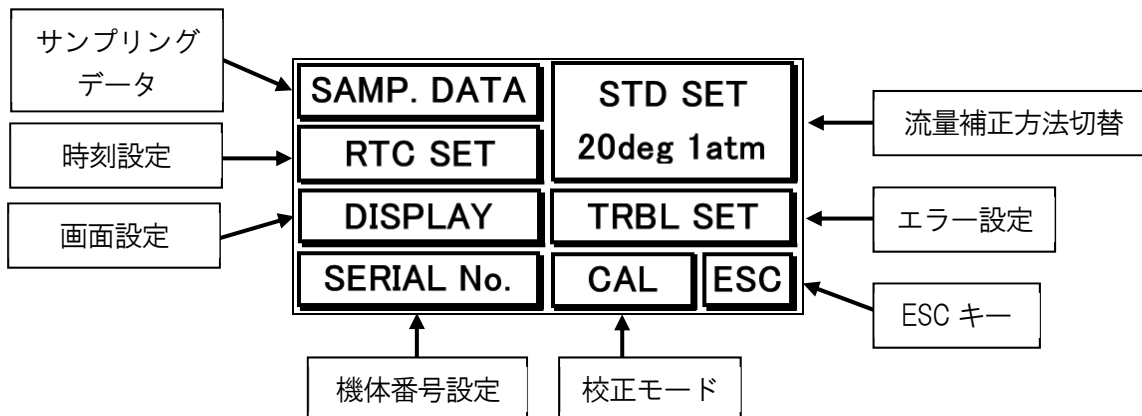 サンプリング
データ
時刻設定
画面設定
SAMP. DATA
RTC SET
DISPLAY
SERIAL No.
STD SET
20deg 1atm
TRBL SET
CAL
ESC
流量補正方法切替
エラー設定
ESC キー
機体番号設定
校正モード